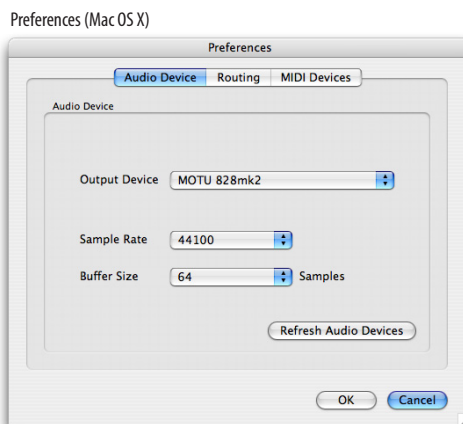 Preferences (Mac OS X)
Preferences
Audio Device Routing MIDI Devices
Audio Device
Output Device MOTU 828mk2
Sample Rate 44100
Buffer Size 64 Samples
Refresh Audio Devices
OK Cancel